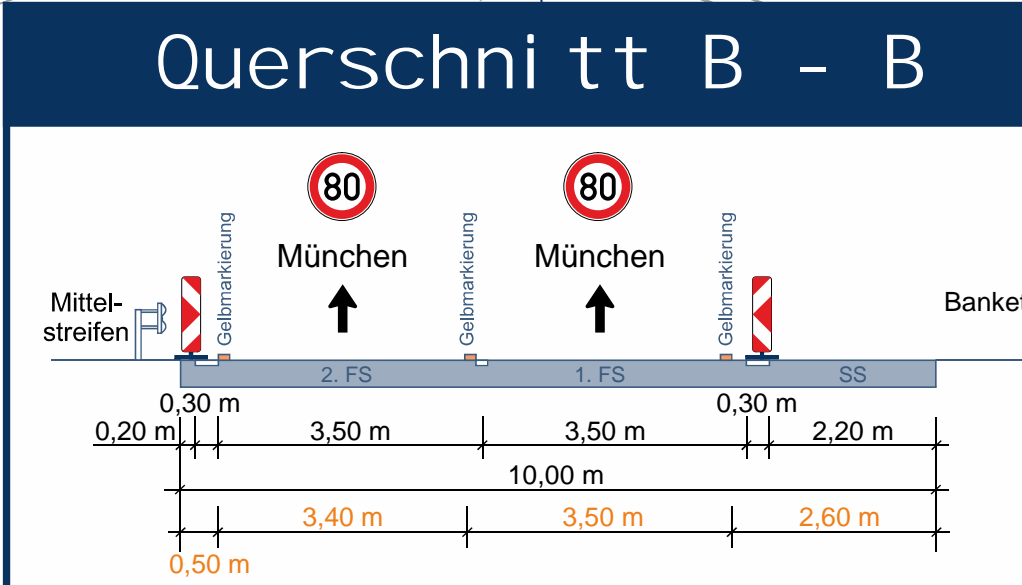 Querschnitt B - B
80
80
Gelbmarkierung
Gelbmarkierung
Gelbmarkierung
München
München
Mittel-
streifen
2. FS
1. FS
SS
0,30 m
0,30 m
0,20 m
3,50 m
3,50 m
2,20 m
10,00 m
3,40 m
3,50 m
2,60 m
0,50 m